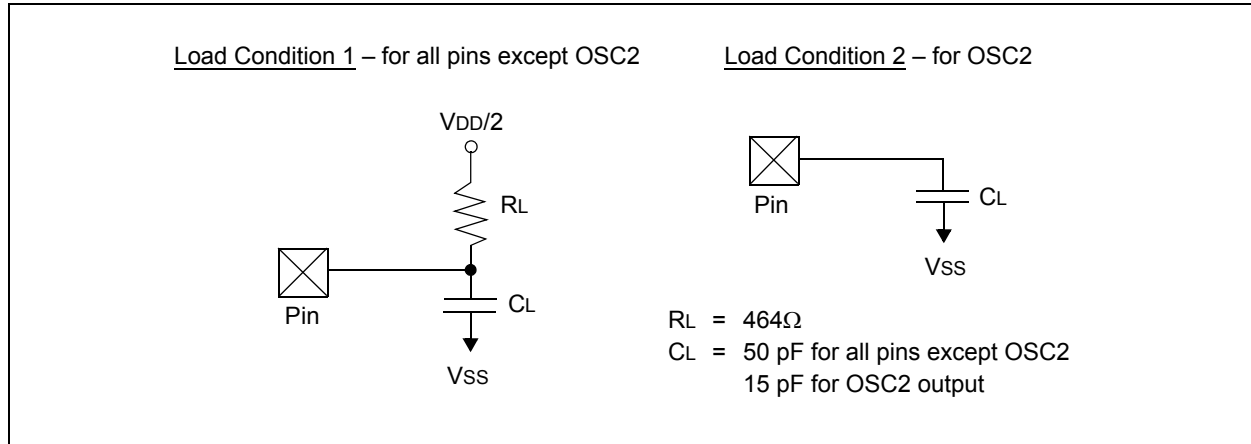 Load Condition 1 – for all pins except OSC2
VDD/2
RL
Pin
CL
VSS
Load Condition 2 – for OSC2
Pin
CL
VSS
RL = 464Ω
CL = 50 pF for all pins except OSC2
15 pF for OSC2 output